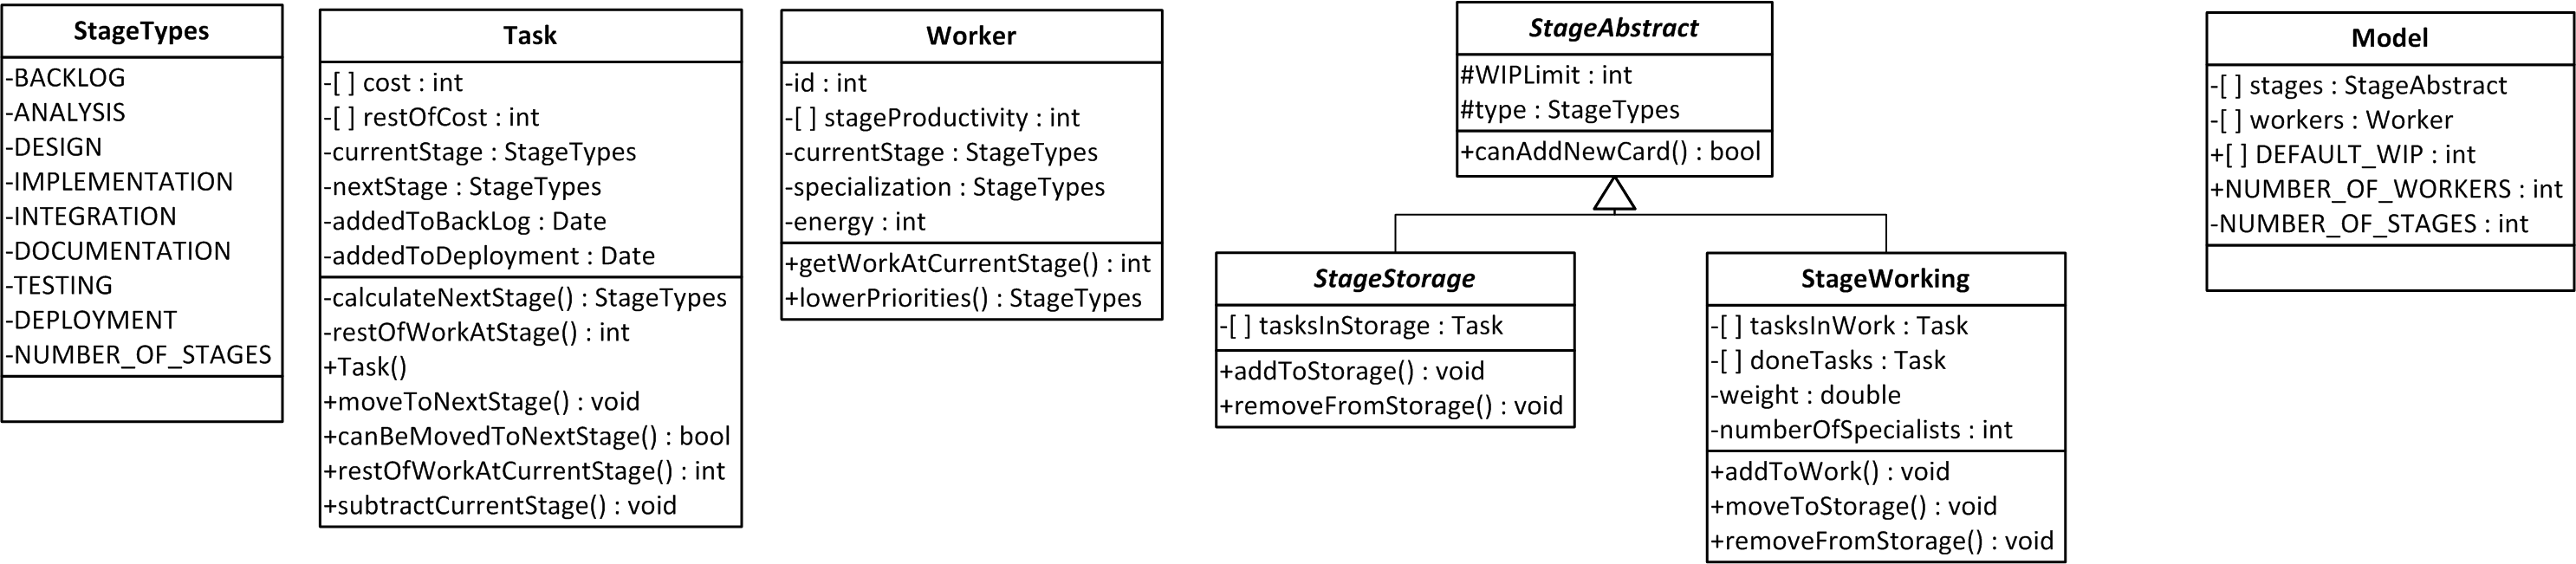 StageTypes
-BACKLOG
-ANALYSIS
-DESIGN
-IMPLEMENTATION
-INTEGRATION
-DOCUMENTATION
-TESTING
-DEPLOYMENT
-NUMBER_OF_STAGES
Task
-[ ] cost : int
-[ ] restOfCost : int
-currentStage : StageTypes
-nextStage : StageTypes
-addedToBackLog : Date
-addedToDeployment : Date
-calculateNextStage() : StageTypes
-restOfWorkAtStage() : int
+Task()
+moveToNextStage() : void
+canBeMovedToNextStage() : bool
+restOfWorkAtCurrentStage() : int
+subtractCurrentStage() : void
Worker
-id : int
-[ ] stageProductivity : int
-currentStage : StageTypes
-specialization : StageTypes
-energy : int
+getWorkAtCurrentStage() : int
+lowerPriorities() : StageTypes
StageAbstract
#WIPLimit : int
#type : StageTypes
+canAddNewCard() : bool
StageStorage
-[ ] tasksInStorage : Task
+addToStorage() : void
+removeFromStorage() : void
StageWorking
-[ ] tasksInWork : Task
-[ ] doneTasks : Task
-weight : double
-numberOfSpecialists : int
+addToWork() : void
+moveToStorage() : void
+removeFromStorage() : void
Model
-[ ] stages : StageAbstract
-[ ] workers : Worker
+[ ] DEFAULT_WIP : int
+NUMBER_OF_WORKERS : int
-NUMBER_OF_STAGES : int